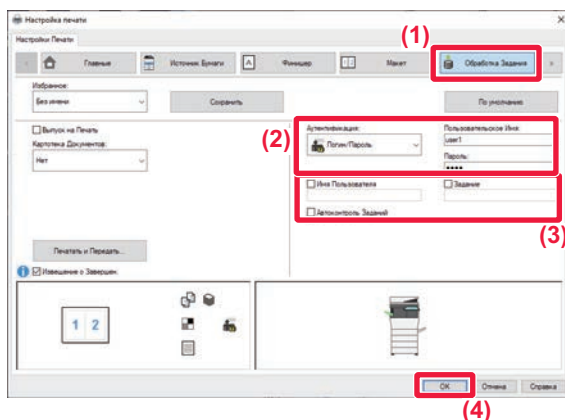 Настройка печати
Настройки Печати
(1)
Главные
Источник Бумаги
Финишер
Макет
Обработка Задания
Избранное:
Без имени
Сохранить
По умолчанию
Выпуск на Печать
Картотека Документов:
Нет
(2)
Аутентификация:
Логин/Пароль
Пользовательское Имя:
user1
Пароль:
••••
Имя Пользователя
Задание
Автоконтроль Заданий
(3)
Печатать и Передать...
Извещение о Завершен.
1 2
OK
Отмена
Справка
(4)